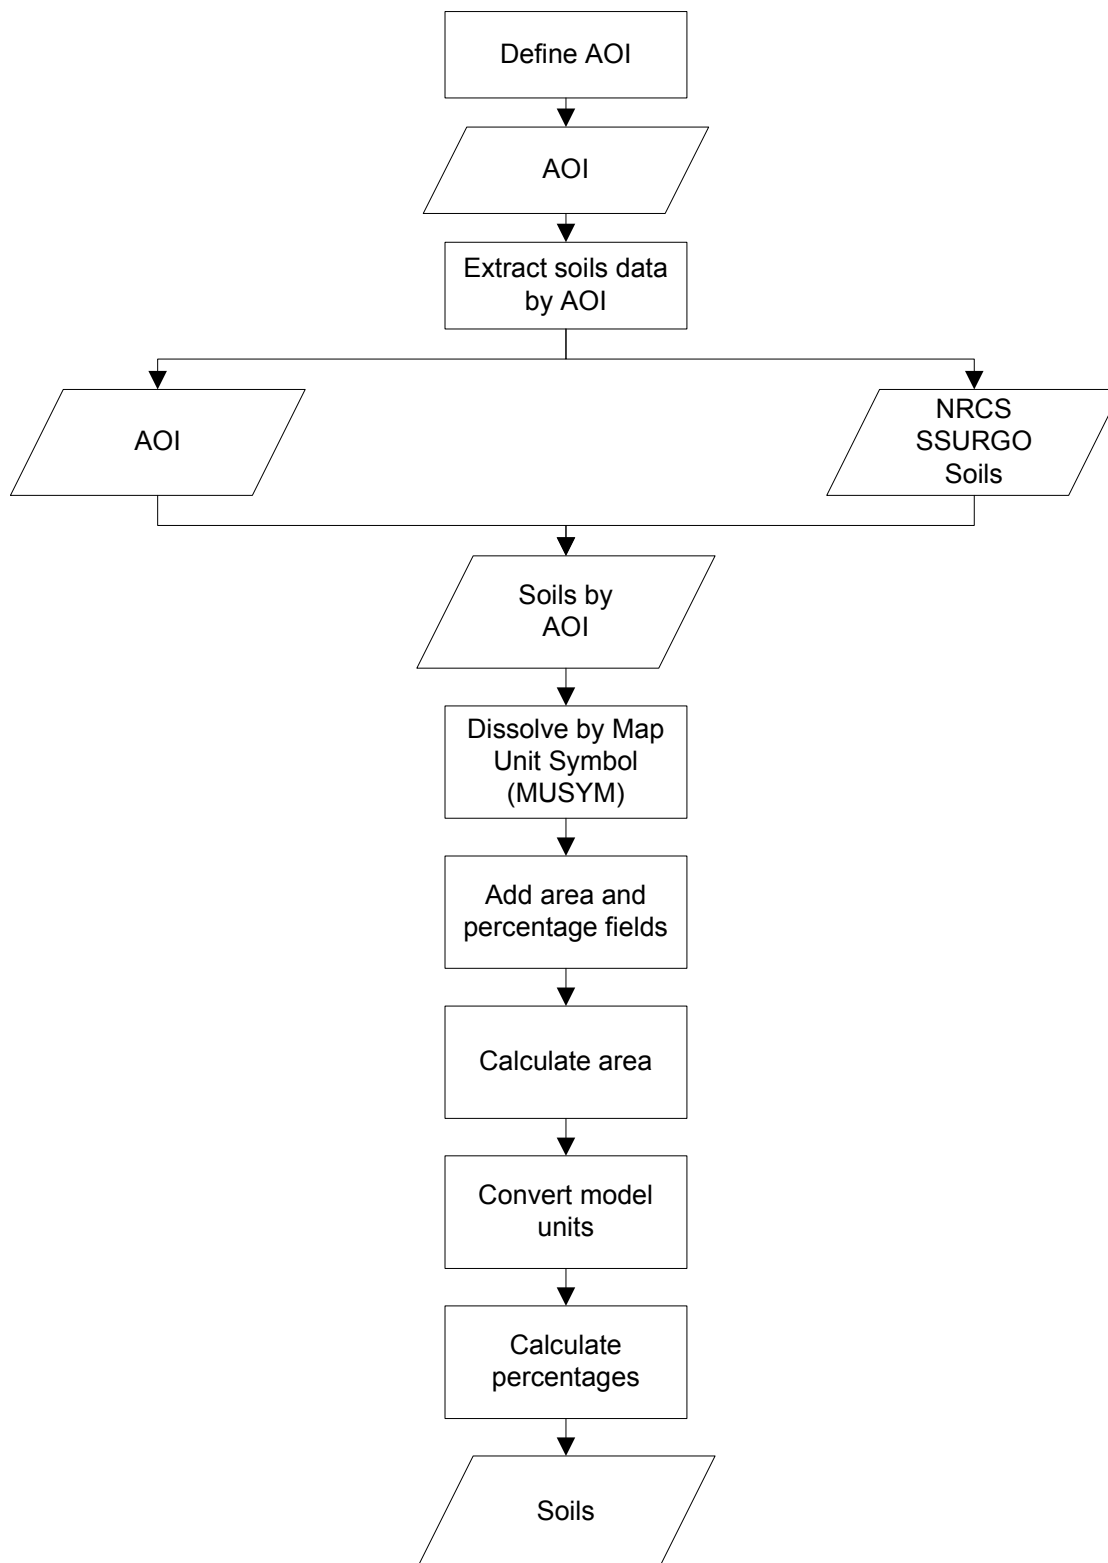 Define AOI
AOI
Extract soils data
by AOI
AOI
NRCS
SSURGO
Soils
Soils by
AOI
Dissolve by Map
Unit Symbol
(MUSYM)
Add area and
percentage fields
Calculate area
Convert model
units
Calculate
percentages
Soils